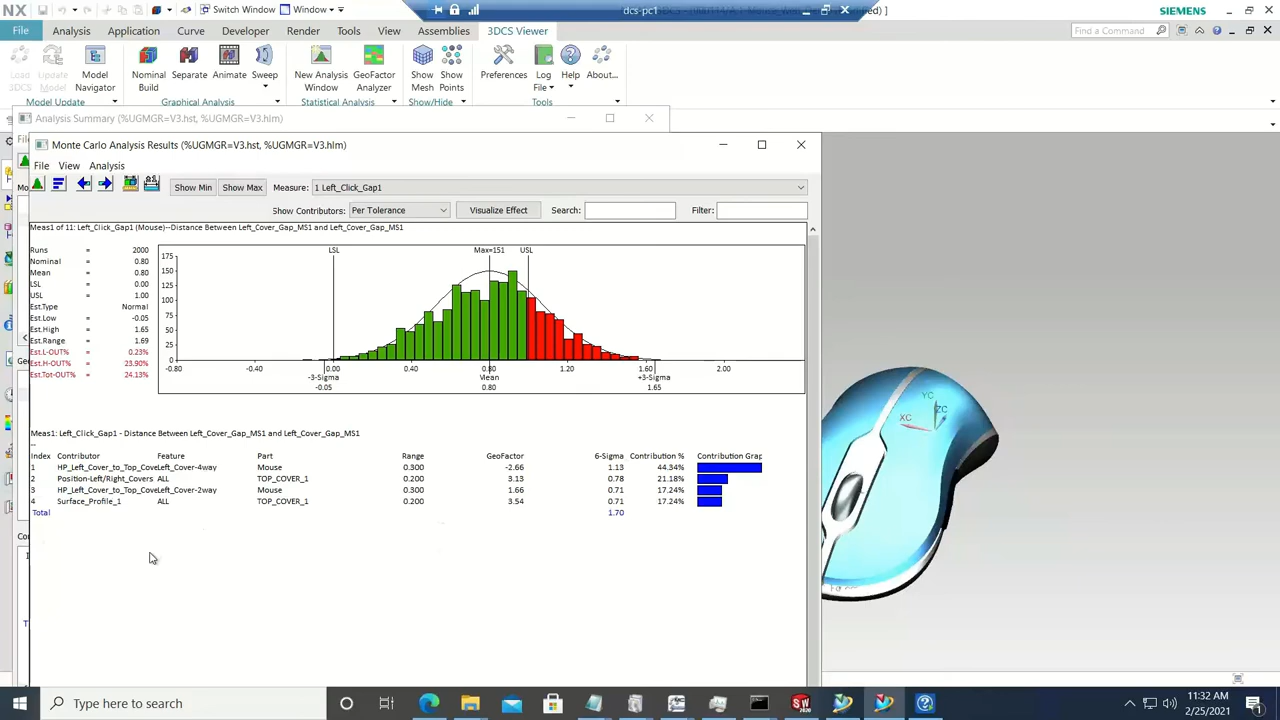 NX
Switch Window
Window
dcs-pc1
SIEMENS
File
Analysis
Application
Curve
Developer
Render
Tools
View
Assemblies
3DCS Viewer
Find a Command
Load 3DCS
Update Model
Model Navigator
Nominal Build
Separate
Animate
Sweep
New Analysis Window
GeoFactor Analyzer
Show Mesh
Show Points
Preferences
Log File
Help
About...
Model Update
Graphical Analysis
Statistical Analysis
Show/Hide
Tools
Analysis Summary (%UGMGR=V3.hst, %UGMGR=V3.hlm)
Monte Carlo Analysis Results (%UGMGR=V3.hst, %UGMGR=V3.hlm)
File View Analysis
Show Min
Show Max
Measure: 1 Left_Click_Gap1
Show Contributors: Per Tolerance
Visualize Effect
Search:
Filter:
Meas1 of 11: Left_Click_Gap1 (Mouse)--Distance Between Left_Cover_Gap_MS1 and Left_Cover_Gap_MS1
Runs = 2000
Nominal = 0.80
Mean = 0.80
LSL = 0.00
USL = 1.00
Est.Type Normal
Est.Low = -0.05
Est.High = 1.65
Est.Range = 1.69
Est.L-OUT% = 0.23%
Est.H-OUT% = 23.90%
Est.Tot-OUT% = 24.13%
LSL Max=151 USL
175
150
125
100
75
50
25
0
-0.80 -0.40 0.00 0.40 0.80 1.20 1.60 2.00
-3-Sigma Mean +3-Sigma
-0.05 0.80 1.65
Meas1: Left_Click_Gap1 - Distance Between Left_Cover_Gap_MS1 and Left_Cover_Gap_MS1
--
Index Contributor Feature Part Range GeoFactor 6-Sigma Contribution % Contribution Grap
1 HP_Left_Cover_to_Top_CoveLeft_Cover-4way Mouse 0.300 -2.66 1.13 44.34%
2 Position-Left/Right_Covers ALL TOP_COVER_1 0.200 3.13 0.78 21.18%
3 HP_Left_Cover_to_Top_CoveLeft_Cover-2way Mouse 0.300 1.66 0.71 17.24%
4 Surface_Profile_1 ALL TOP_COVER_1 0.200 3.54 0.71 17.24%
Total 1.70
YC
ZC
XC
Type here to search
11:32 AM
2/25/2021